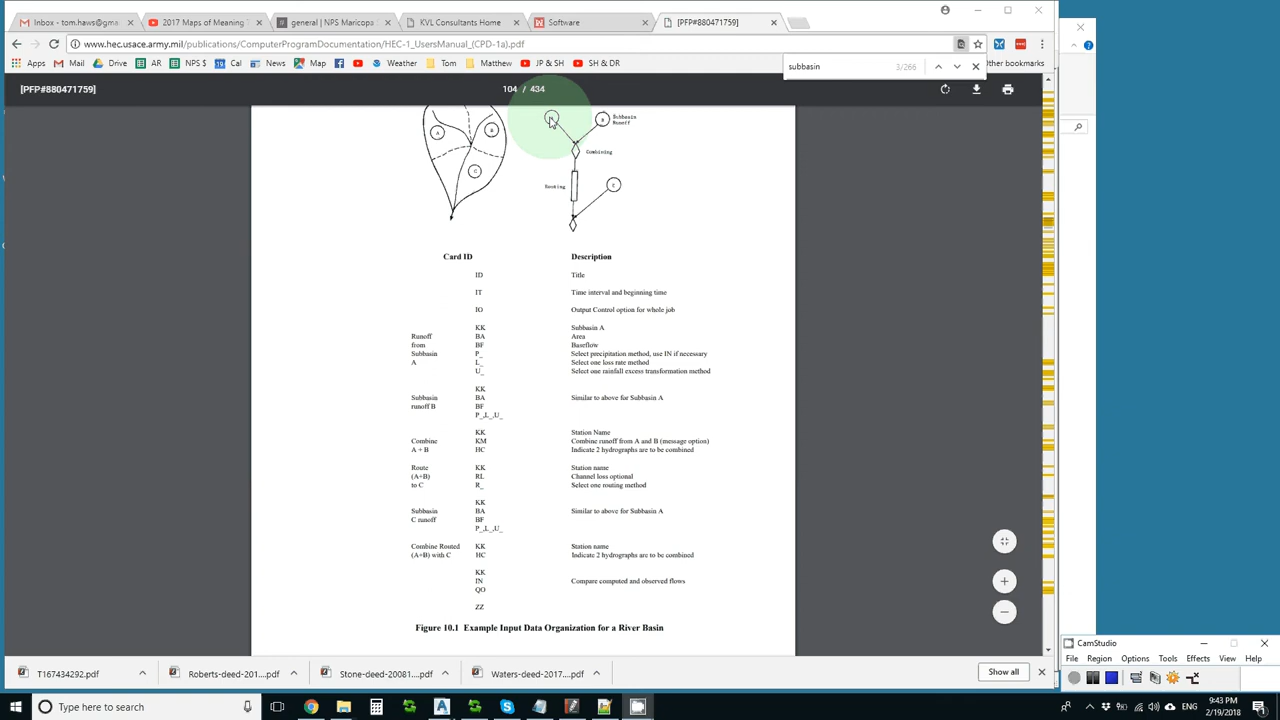 Inbox - tom.haws@gma
2017 Maps of Meaning
general | NPS Maricopa
KVL Consultants Home
Software
[PFP#880471759]
www.hec.usace.army.mil/publications/ComputerProgramDocumentation/HEC-1_UsersManual_(CPD-1a).pdf
Apps Mail Drive AR NPS $ Cal News Map Weather Tom Matthew JP & SH SH & DR Other bookmarks
subbasin 3/266
[PFP#880471759] 104 / 434
A B C
B Subbasin
Runoff
Combining
Routing
C
Card ID Description
ID Title
IT Time interval and beginning time
IO Output Control option for whole job
KK Subbasin A
Runoff BA Area
from BF Baseflow
Subbasin P_ Select precipitation method, use IN if necessary
A L_ Select one loss rate method
U_ Select one rainfall excess transformation method
KK
Subbasin BA Similar to above for Subbasin A
runoff B BF
P_,L_,U_
KK Station Name
Combine KM Combine runoff from A and B (message option)
A + B HC Indicate 2 hydrographs are to be combined
Route KK Station name
(A+B) RL Channel loss optional
to C R_ Select one routing method
KK
Subbasin BA Similar to above for Subbasin A
C runoff BF
P_,L_,U_
Combine Routed KK Station name
(A+B) with C HC Indicate 2 hydrographs are to be combined
KK
IN Compare computed and observed flows
QO
ZZ
Figure 10.1 Example Input Data Organization for a River Basin
CamStudio
File Region Options Tools Effects View Help
T167434292.pdf
Roberts-deed-201....pdf
Waters-deed-2017....pdf
Show all
Type here to search
9:43 PM
2/19/2018